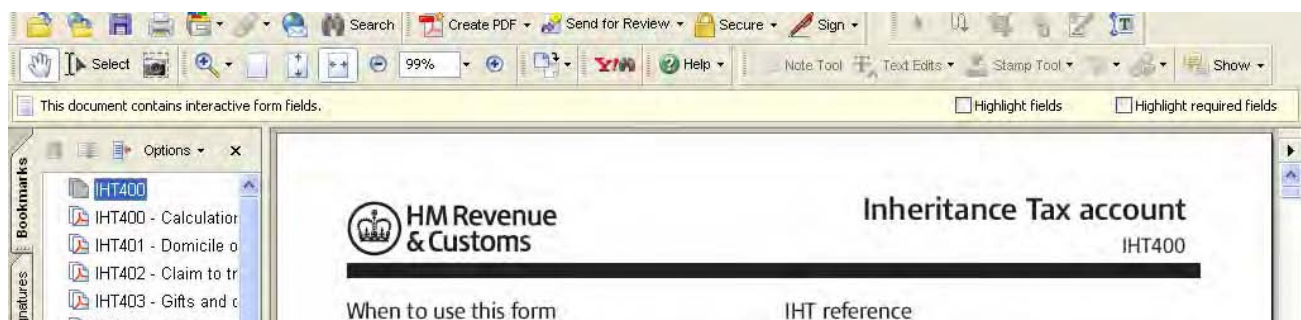 Search Create PDF Send for Review Secure Sign
Select 99% Y! Help Note Tool Text Edits Stamp Tool Show
This document contains interactive form fields. Highlight fields Highlight required fields
Bookmarks
Options x
IHT400
IHT400 - Calculation
IHT401 - Domicile o
IHT402 - Claim to tr
IHT403 - Gifts and
natures
HM Revenue
& Customs
Inheritance Tax account
IHT400
When to use this form
IHT reference